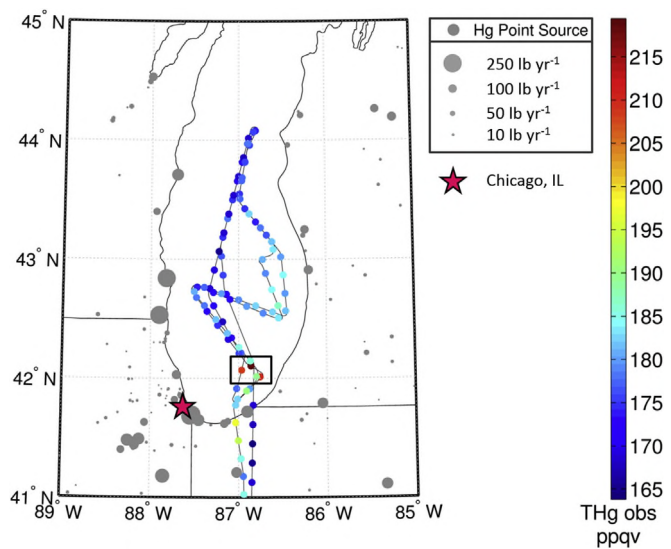 45° N
44° N
43° N
42° N
41° N
89° W
88° W
87° W
86° W
85° W
Hg Point Source
250 lb yr⁻¹
100 lb yr⁻¹
50 lb yr⁻¹
10 lb yr⁻¹
Chicago, IL
215
210
205
200
195
190
185
180
175
170
165
THg obs
ppqv